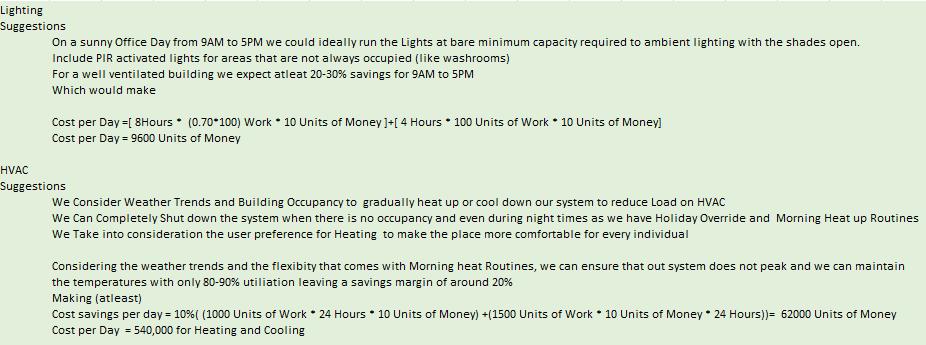 Lighting
Suggestions
On a sunny Office Day from 9AM to 5PM we could ideally run the Lights at bare minimum capacity required to ambient lighting with the shades open.
Include PIR activated lights for areas that are not always occupied (like washrooms)
For a well ventilated building we expect atleat 20-30% savings for 9AM to 5PM
Which would make
Cost per Day =[ 8Hours * (0.70*100) Work * 10 Units of Money ]+[ 4 Hours * 100 Units of Work * 10 Units of Money]
Cost per Day = 9600 Units of Money
HVAC
Suggestions
We Consider Weather Trends and Building Occupancy to gradually heat up or cool down our system to reduce Load on HVAC
We Can Completely Shut down the system when there is no occupancy and even during night times as we have Holiday Override and Morning Heat up Routines
We Take into consideration the user preference for Heating to make the place more comfortable for every individual
Considering the weather trends and the flexibity that comes with Morning heat Routines, we can ensure that out system does not peak and we can maintain
the temperatures with only 80-90% utiliation leaving a savings margin of around 20%
Making (atleast)
Cost savings per day = 10%( (1000 Units of Work * 24 Hours * 10 Units of Money) +(1500 Units of Work * 10 Units of Money * 24 Hours))= 62000 Units of Money
Cost per Day = 540,000 for Heating and Cooling